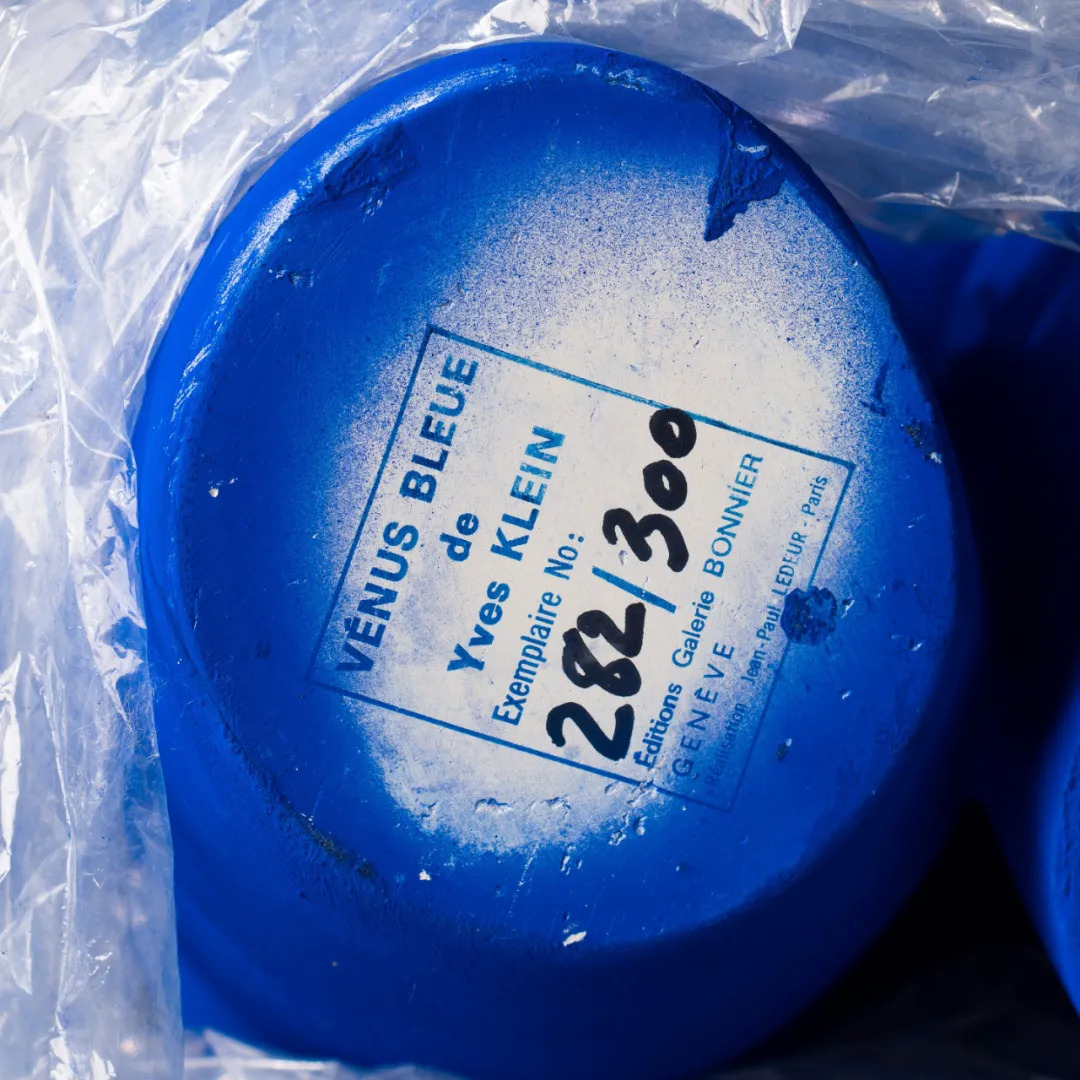 VÉNUS BLEUE
de
Yves KLEIN
Exemplaire No:
282/300
Éditions Galerie BONNIER
GENÈVE
Réalisation Jean-Paul LEDEUR - Paris